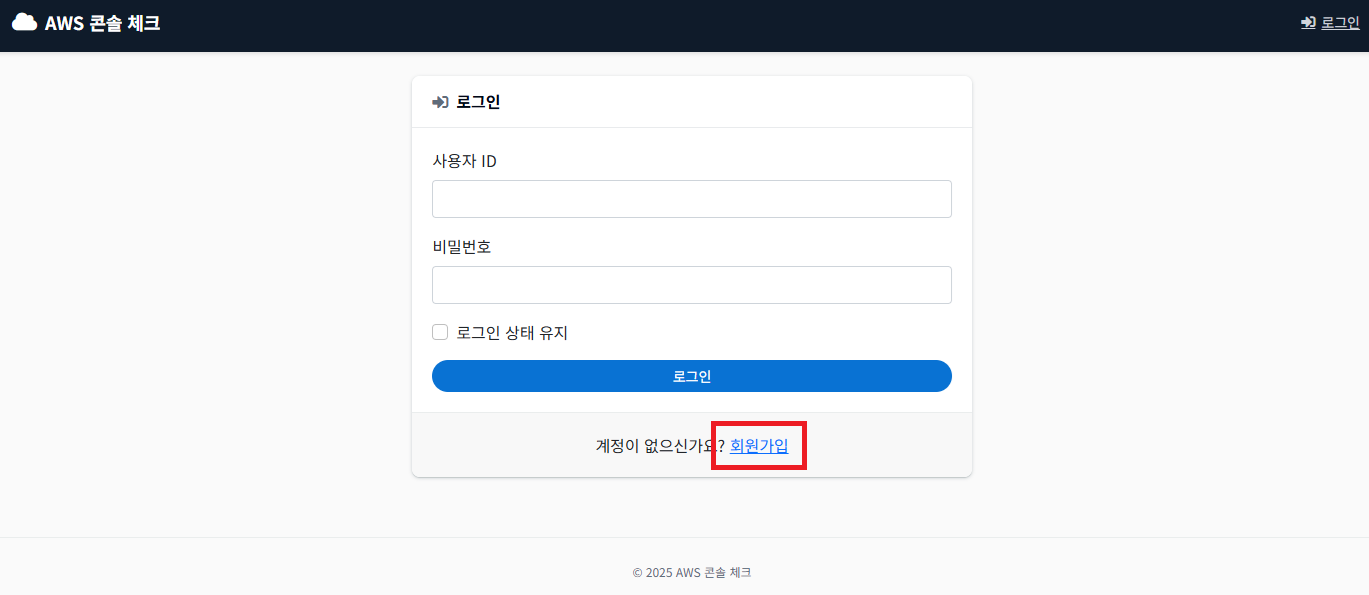 AWS 콘솔 체크
로그인
로그인
사용자 ID
비밀번호
로그인 상태 유지
로그인
계정이 없으신가요? 회원가입
© 2025 AWS 콘솔 체크